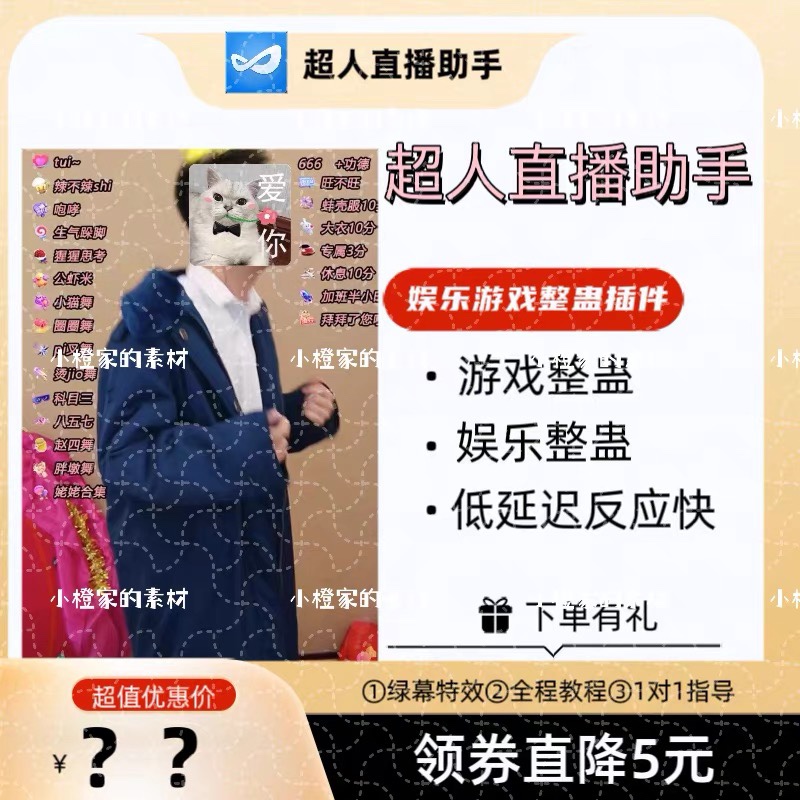 超人直播助手
超人直播助手
tui~
辣不辣shi
咆哮
生气跺脚
猩猩思考
公虾米
小猫舞
圈圈舞
烫jio舞
科目三
八五七
赵四舞
胖墩舞
姥姥合集
爱
你
666 +功德
旺不旺
蚌壳服10
大衣10分
专属3分
休息10分
加班半小
拜拜了您
娱乐游戏整蛊插件
• 游戏整蛊
• 娱乐整蛊
• 低延迟反应快
下单有礼
①绿幕特效②全程教程③1对1指导
超值优惠价
¥ ? ?
领券直降5元
小橙家的素材
小橙家的素材
小橙家的素材
小橙家的素材